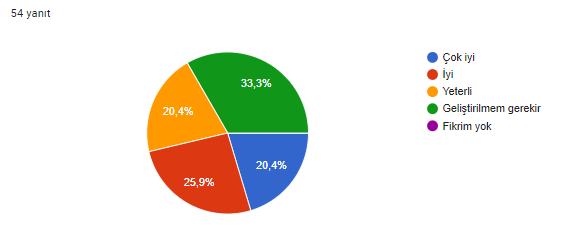 54 yanıt
33,3%
20,4%
20,4%
25,9%
Çok iyi
İyi
Yeterli
Geliştirilmem gerekir
Fikrim yok